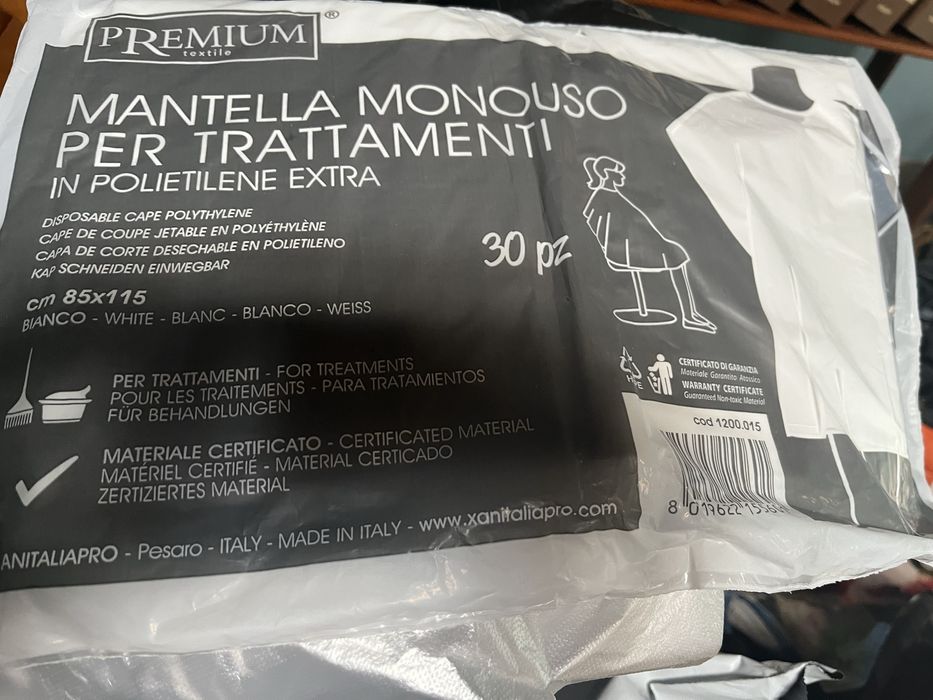 PREMIUM ®
textile
MANTELLA MONOUSO
PER TRATTAMENTI
IN POLIETILENE EXTRA
DISPOSABLE CAPE POLYTHYLENE
CAPE DE COUPE JETABLE EN POLYÉTHYLÈNE
CAPA DE CORTE DESECHABLE EN POLIETILENO
KAP SCHNEIDEN EINWEGBAR
30 pz
cm 85x115
BIANCO - WHITE - BLANC - BLANCO - WEISS
PER TRATTAMENTI - FOR TREATMENTS
POUR LES TRAITEMENTS - PARA TRATAMIENTOS
FÜR BEHANDLUNGEN
MATERIALE CERTIFICATO - CERTIFICATED MATERIAL
MATÉRIEL CERTIFIÉ - MATERIAL CERTICADO
ZERTIZIERTES MATERIAL
ANITALIAPRO - Pesaro - ITALY - MADE IN ITALY - www.xanitaliapro.com
CERTIFICATO DI GARANZIA
Materiale Garantito Atossico
WARRANTY CERTIFICATE
Guaranteed Non-toxic Material
cod 1200.015